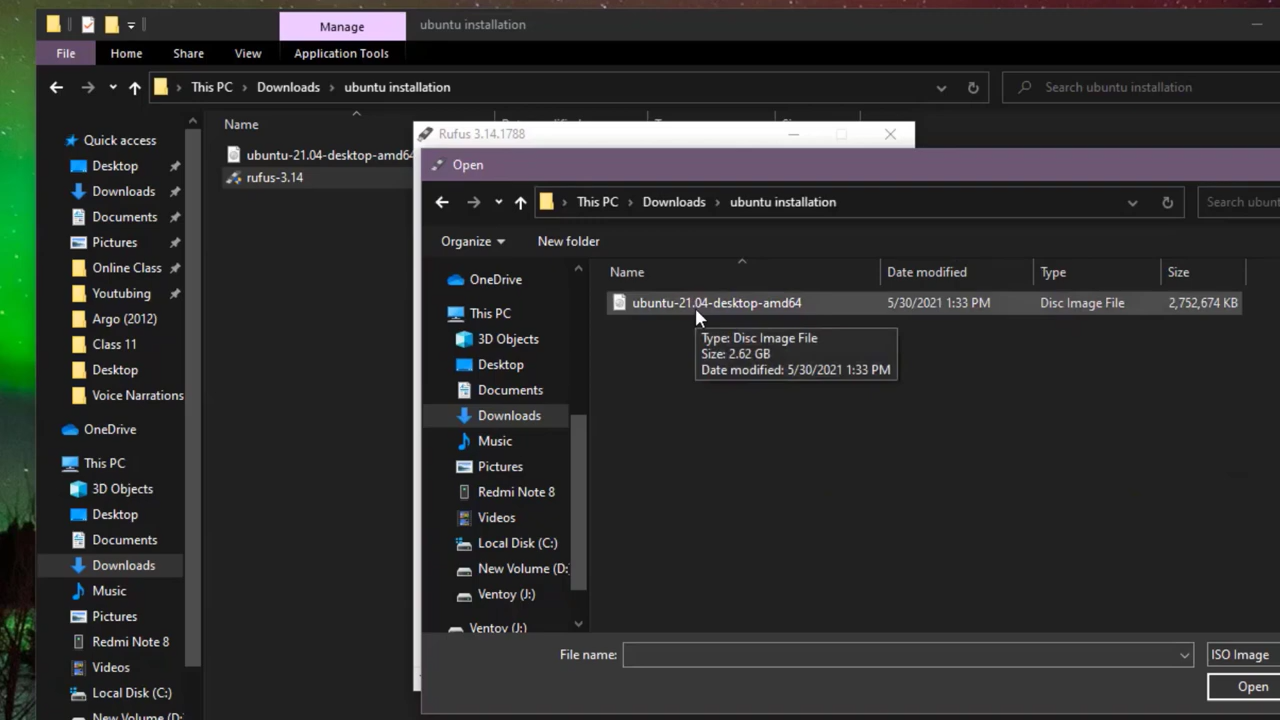 Manage
ubuntu installation
File
Home
Share
View
Application Tools
This PC
Downloads
ubuntu installation
Search ubuntu installation
Quick access
Desktop
Downloads
Documents
Pictures
Online Class
Youtubing
Argo (2012)
Class 11
Desktop
Voice Narrations
OneDrive
This PC
3D Objects
Desktop
Documents
Downloads
Music
Pictures
Redmi Note 8
Videos
Local Disk (C:)
New Volume (D:
Name
ubuntu-21.04-desktop-amd64
rufus-3.14
Rufus 3.14.1788
Open
This PC
Downloads
ubuntu installation
Search ubunt
Organize
New folder
OneDrive
This PC
3D Objects
Desktop
Documents
Downloads
Music
Pictures
Redmi Note 8
Videos
Local Disk (C:)
New Volume (D:
Ventoy (J:)
Ventoy (J:)
Name
Date modified
Type
Size
ubuntu-21.04-desktop-amd64
5/30/2021 1:33 PM
Disc Image File
2,752,674 KB
Type: Disc Image File
Size: 2.62 GB
Date modified: 5/30/2021 1:33 PM
File name:
ISO Image
Open